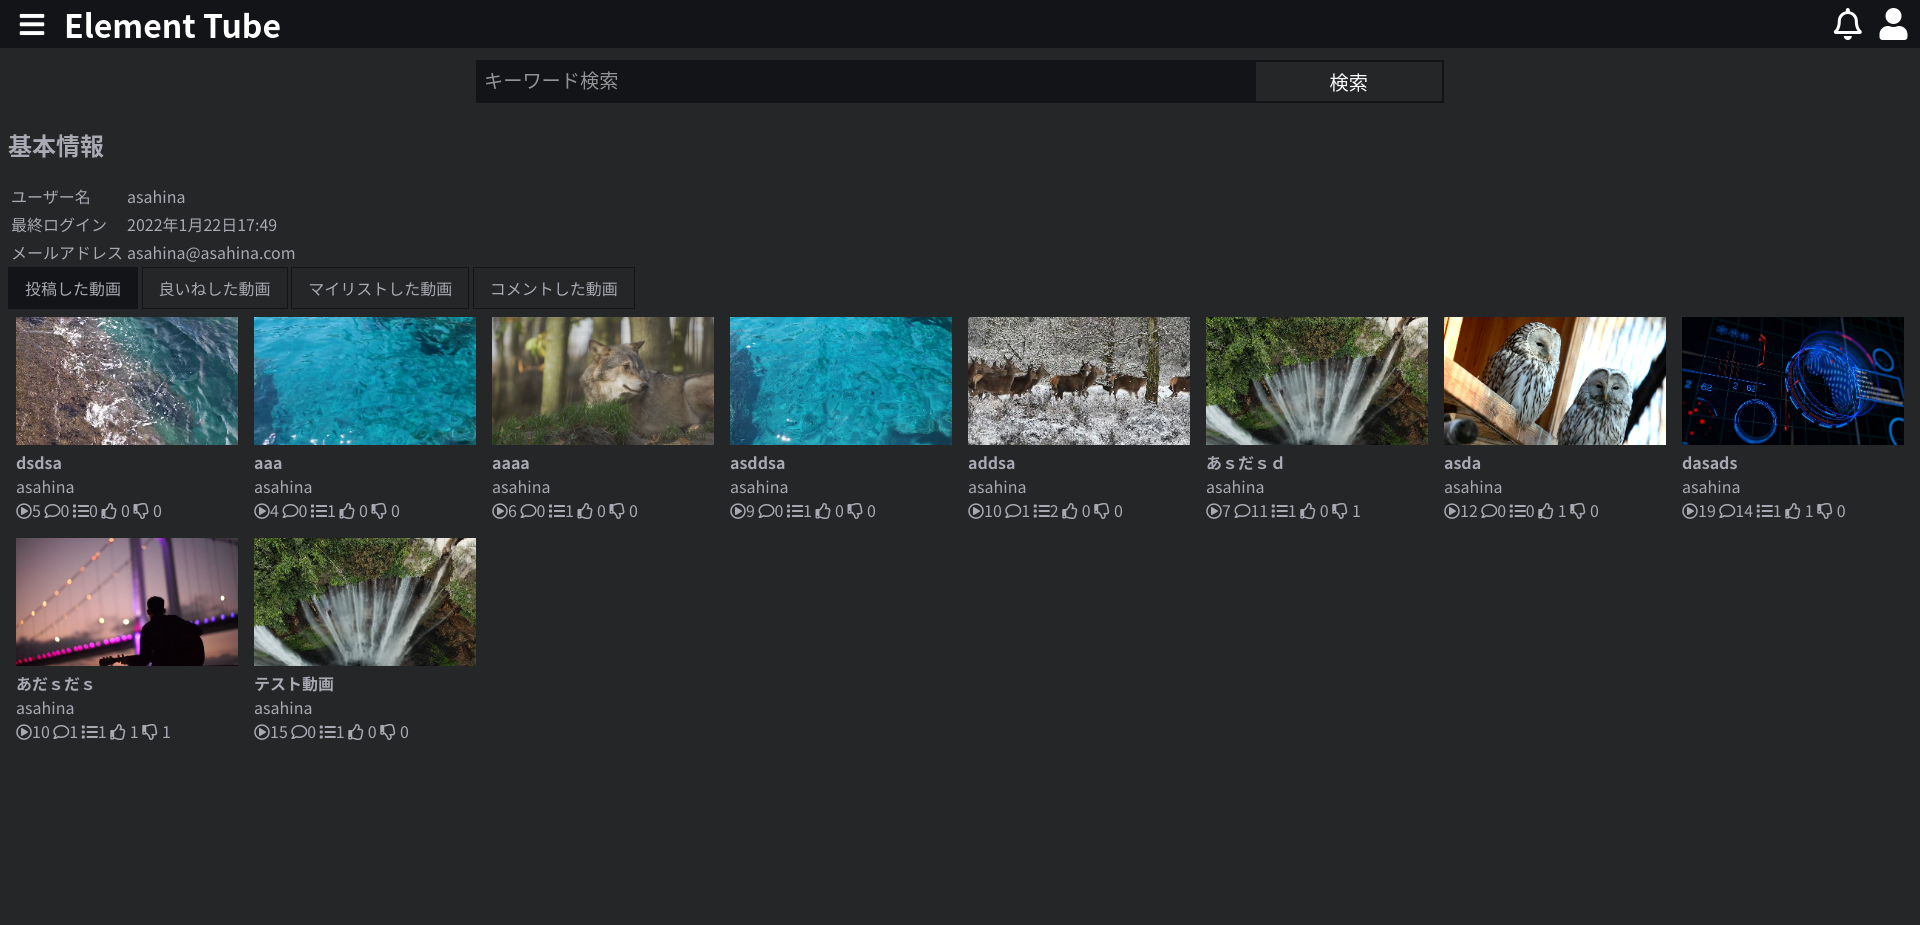 Element Tube
キーワード検索 検索
基本情報
ユーザー名 asahina
最終ログイン 2022年1月22日17:49
メールアドレス asahina@asahina.com
投稿した動画 良いねした動画 マイリストした動画 コメントした動画
dsdsa aaa aaaa asddsa addsa あｓだｓｄ asda dasads
asahina asahina asahina asahina asahina asahina asahina asahina
5 0 0 0 0 4 0 1 0 0 6 0 1 0 0 9 0 1 0 0 10 1 2 0 0 7 11 1 0 1 12 0 0 1 0 19 14 1 1 0
あだｓだｓ テスト動画
asahina asahina
10 1 1 1 1 15 0 1 0 0